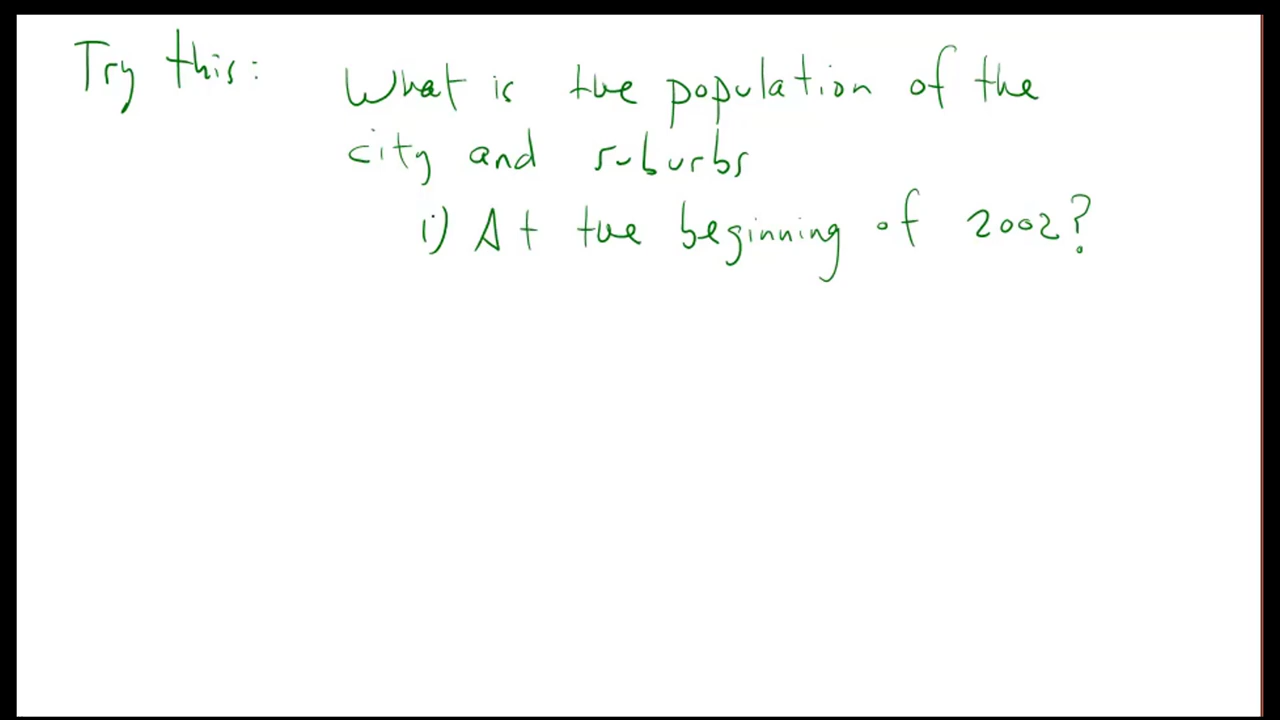 Try this: What is the population of the
city and suburbs
i) At the beginning of 2002?